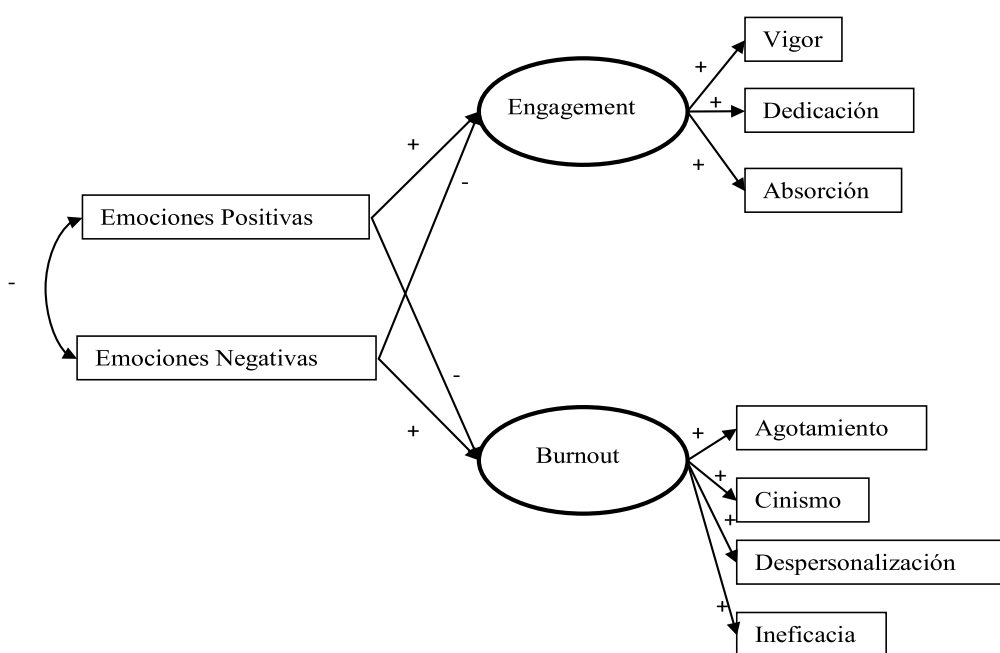 Vigor
+
Engagement
+
Dedicación
+
+
-
Absorción
Emociones Positivas
-
Emociones Negativas
-
+
Agotamiento
+
Burnout
+
Cinismo
+
Despersonalización
+
Ineficacia